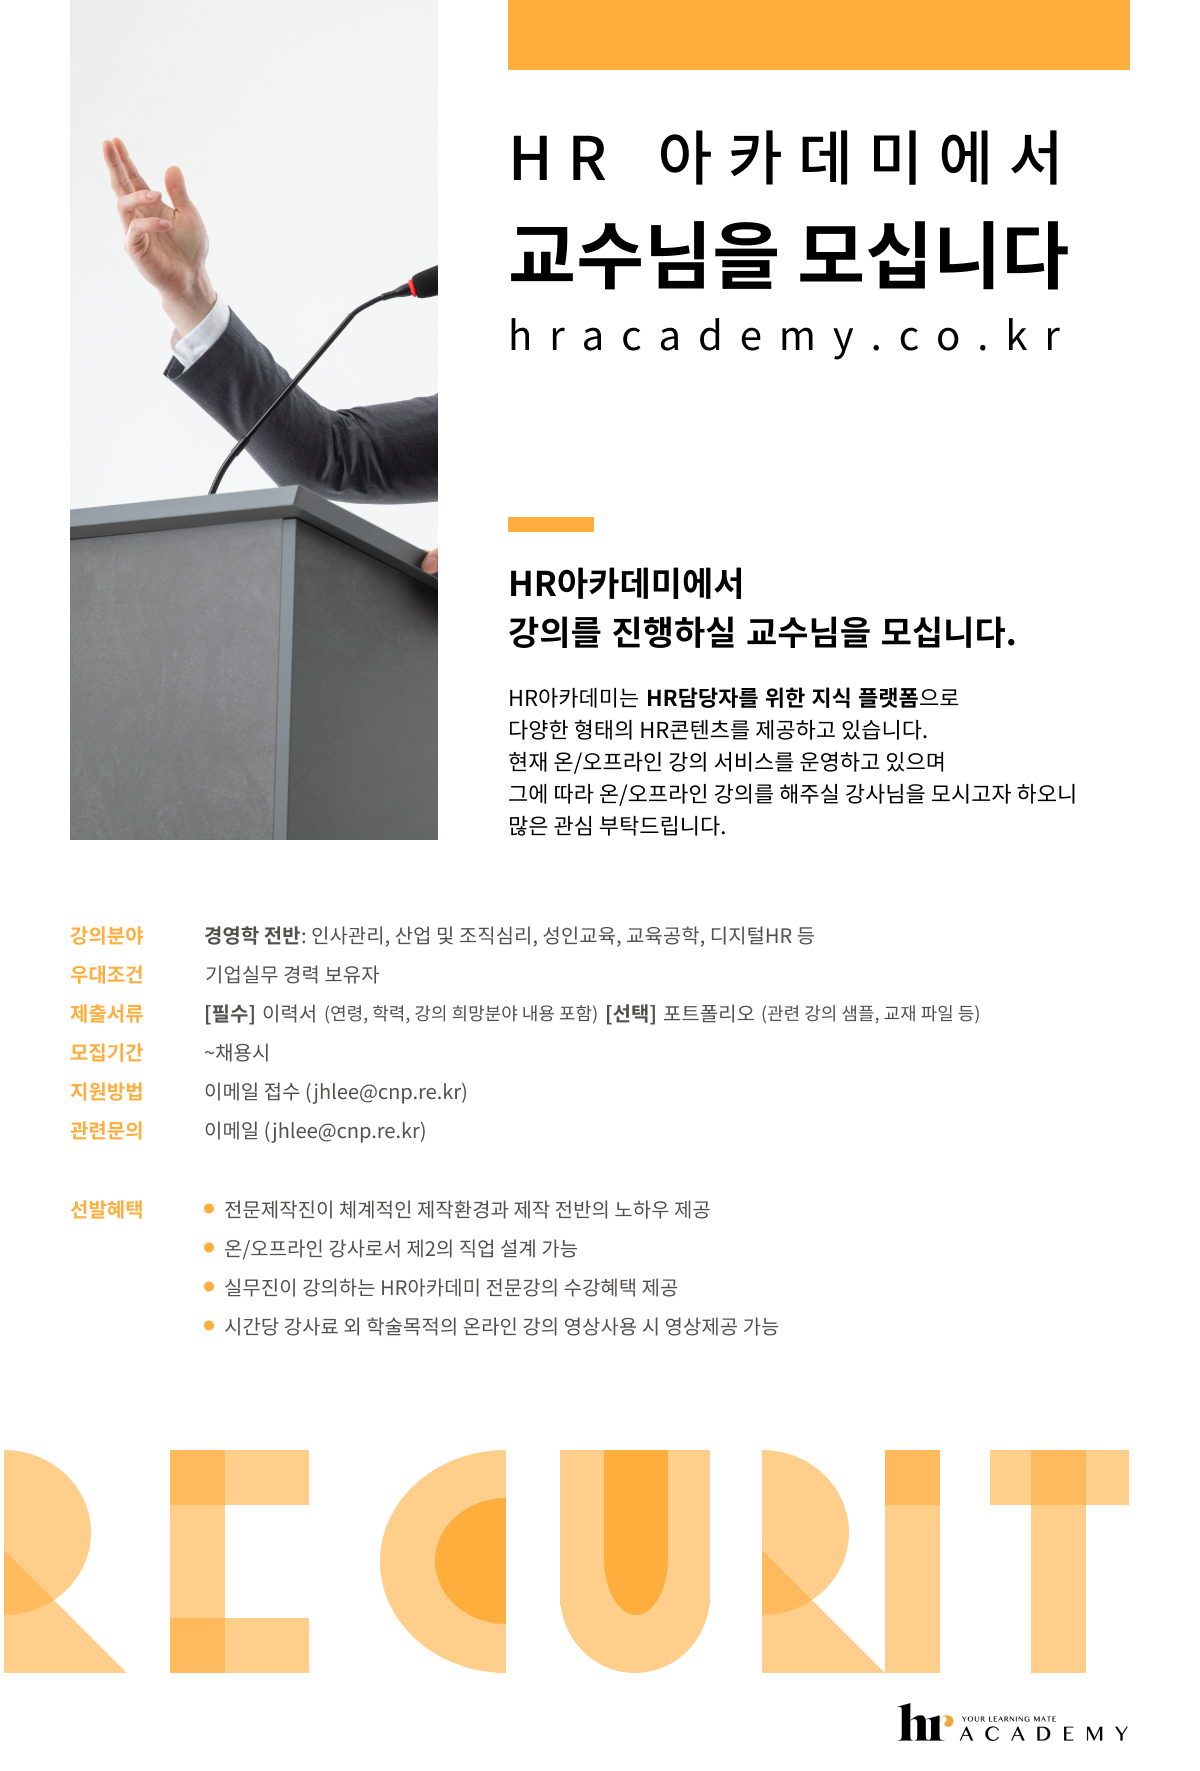 HR 아카데미에서
교수님을 모십니다
hracademy.co.kr
HR아카데미에서
강의를 진행하실 교수님을 모십니다.
HR아카데미는 HR담당자를 위한 지식 플랫폼으로
다양한 형태의 HR콘텐츠를 제공하고 있습니다.
현재 온/오프라인 강의 서비스를 운영하고 있으며
그에 따라 온/오프라인 강의를 해주실 강사님을 모시고자 하오니
많은 관심 부탁드립니다.
강의분야 경영학 전반: 인사관리, 산업 및 조직심리, 성인교육, 교육공학, 디지털HR 등
우대조건 기업실무 경력 보유자
제출서류 [필수] 이력서 (연령, 학력, 강의 희망분야 내용 포함) [선택] 포트폴리오 (관련 강의 샘플, 교재 파일 등)
모집기간 ~채용시
지원방법 이메일 접수 (jhlee@cnp.re.kr)
관련문의 이메일 (jhlee@cnp.re.kr)
선발혜택 ● 전문제작진이 체계적인 제작환경과 제작 전반의 노하우 제공
● 온/오프라인 강사로서 제2의 직업 설계 가능
● 실무진이 강의하는 HR아카데미 전문강의 수강혜택 제공
● 시간당 강사료 외 학술목적의 온라인 강의 영상사용 시 영상제공 가능
RECURIT
hr YOUR LEARNING MATE
ACADEMY